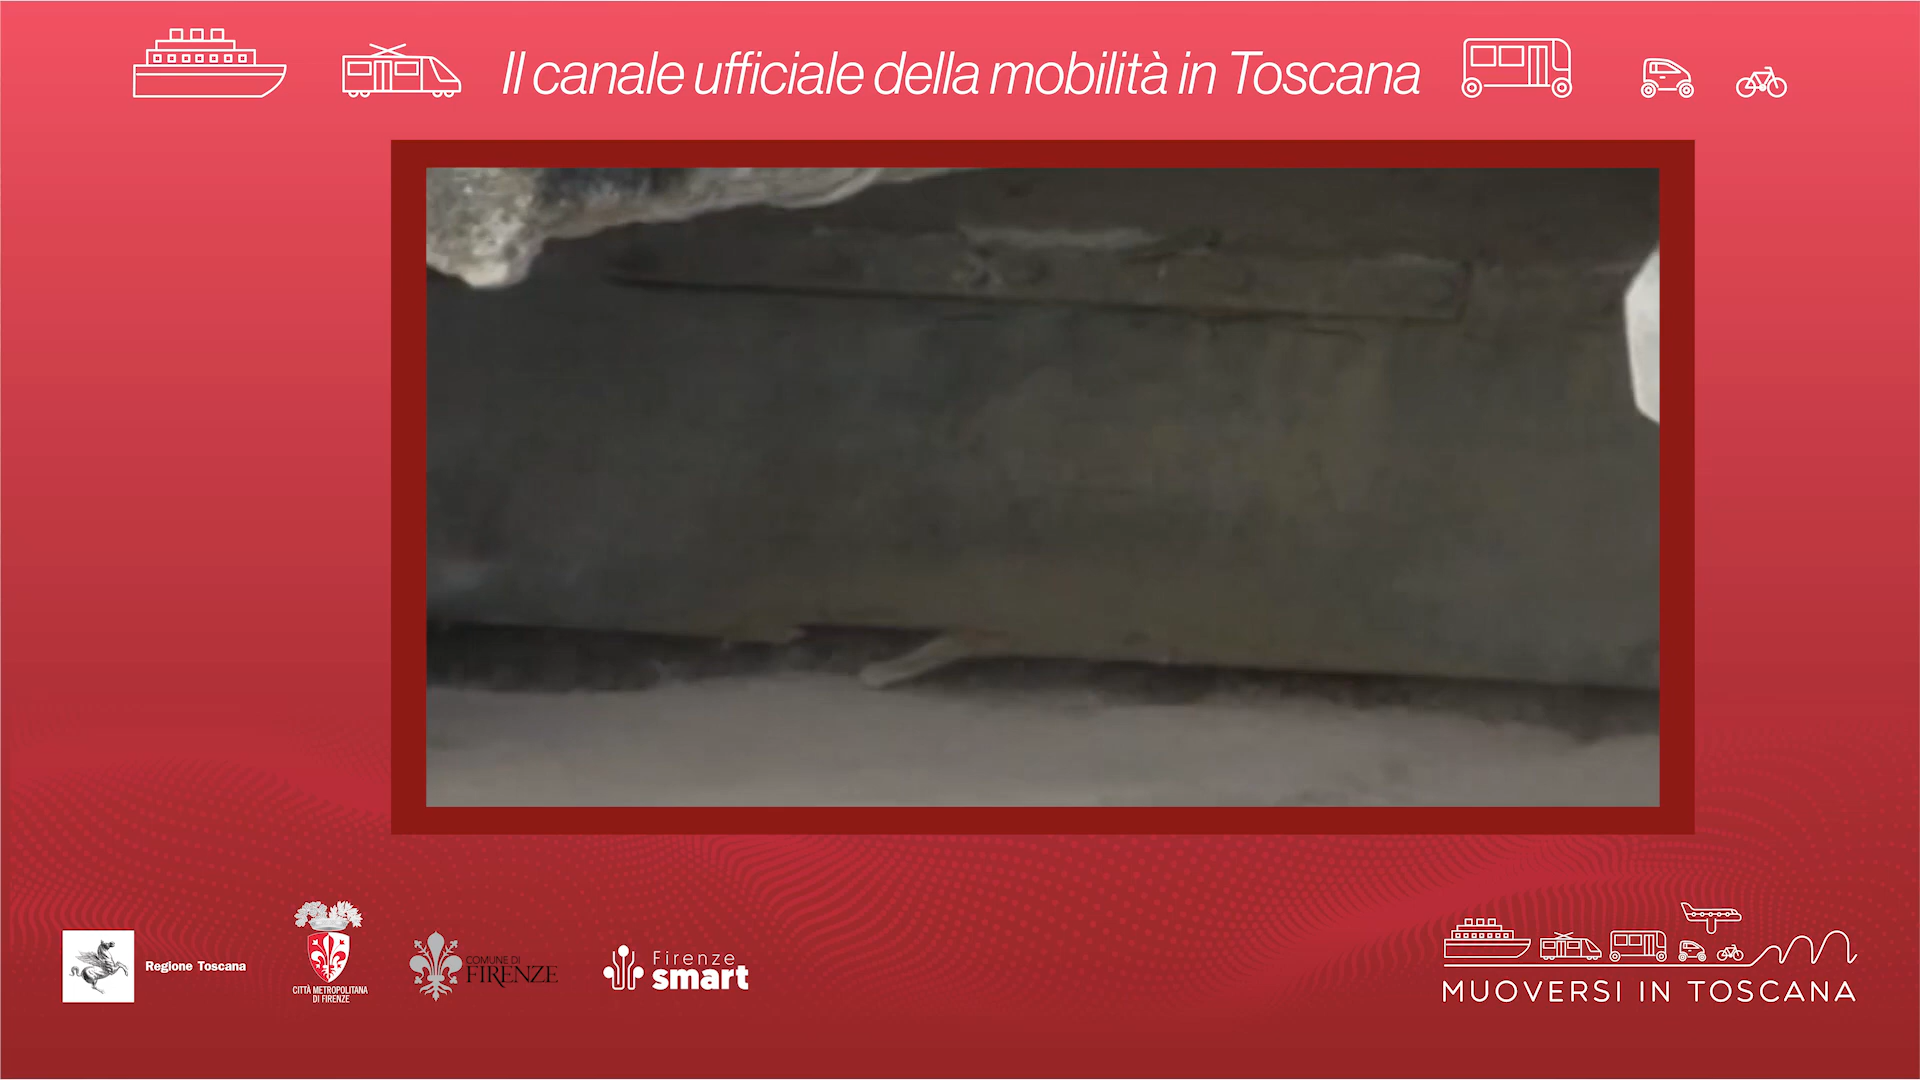 Il canale ufficiale della mobilità in Toscana
Regione Toscana
CITTÀ METROPOLITANA
DI FIRENZE
COMUNE DI
FIRENZE
Firenze
smart
MUOVERSI IN TOSCANA